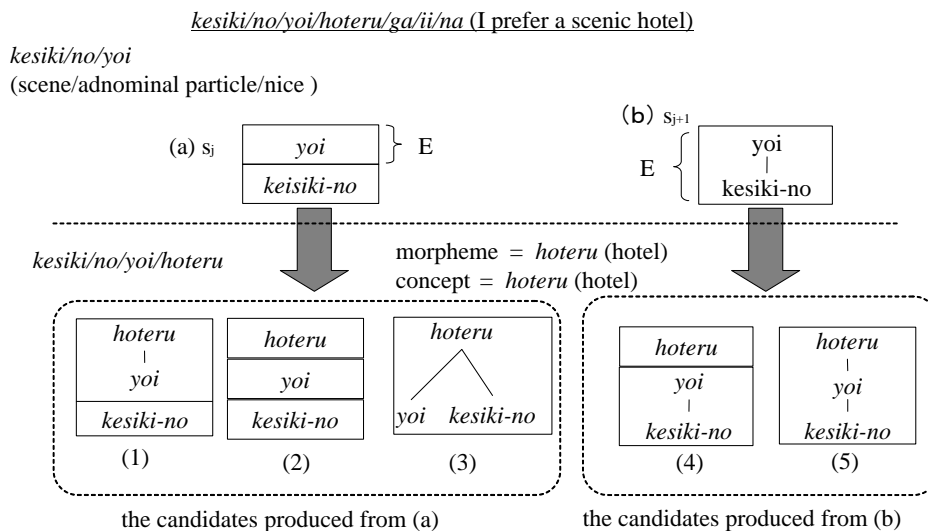 kesiki/no/yoi/hoteru/ga/ii/na (I prefer a scenic hotel)
kesiki/no/yoi
(scene/adnominal particle/nice )
(a) sj
yoi
E
keisiki-no
(b) sj+1
E
yoi
kesiki-no
kesiki/no/yoi/hoteru
morpheme = hoteru (hotel)
concept = hoteru (hotel)
hoteru
yoi
kesiki-no
(1)
hoteru
yoi
kesiki-no
(2)
hoteru
yoi kesiki-no
(3)
hoteru
yoi
kesiki-no
(4)
hoteru
yoi
kesiki-no
(5)
the candidates produced from (a)
the candidates produced from (b)